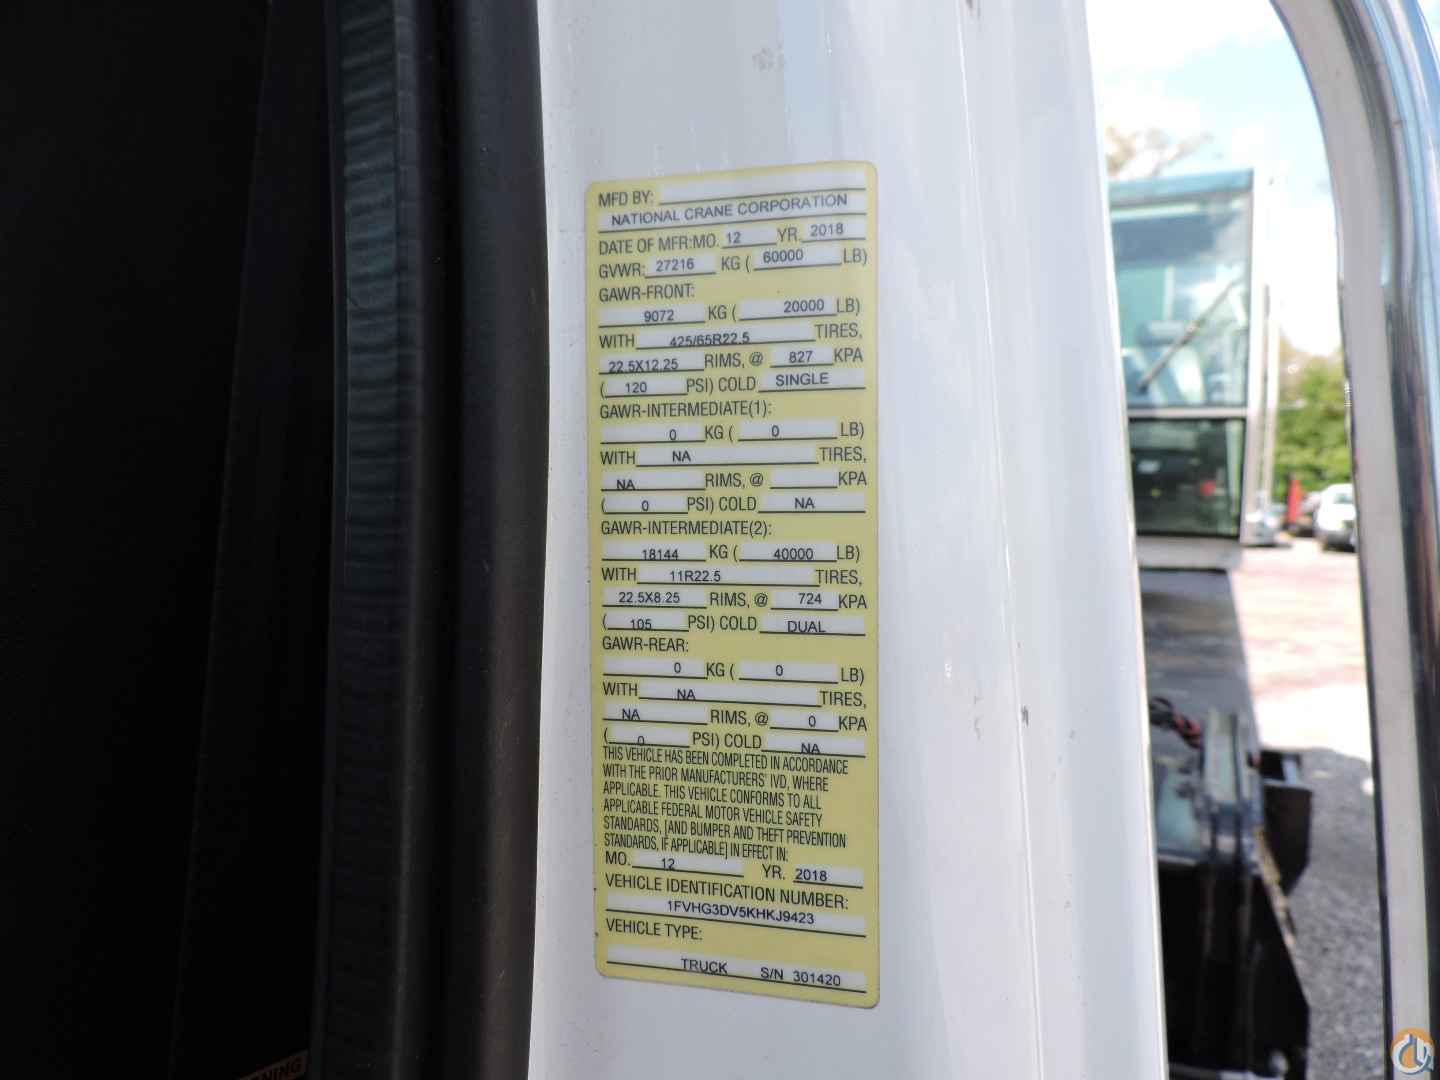 MFD BY:
NATIONAL CRANE CORPORATION
DATE OF MFR:MO. 12 YR. 2018
GVWR: 27216 KG ( 60000 LB)
GAWR-FRONT:
9072 KG ( 20000 LB)
WITH 425/65R22.5 TIRES,
22.5X12.25 RIMS, @ 827 KPA
( 120 PSI) COLD SINGLE
GAWR-INTERMEDIATE(1):
0 KG ( 0 LB)
WITH NA TIRES,
NA RIMS, @ KPA
( 0 PSI) COLD NA
GAWR-INTERMEDIATE(2):
18144 KG ( 40000 LB)
WITH 11R22.5 TIRES,
22.5X8.25 RIMS, @ 724 KPA
( 105 PSI) COLD DUAL
GAWR-REAR:
0 KG ( 0 LB)
WITH NA TIRES,
NA RIMS, @ 0 KPA
( 0 PSI) COLD NA
THIS VEHICLE HAS BEEN COMPLETED IN ACCORDANCE
WITH THE PRIOR MANUFACTURERS' IVD, WHERE
APPLICABLE. THIS VEHICLE CONFORMS TO ALL
APPLICABLE FEDERAL MOTOR VEHICLE SAFETY
STANDARDS, [AND BUMPER AND THEFT PREVENTION
STANDARDS, IF APPLICABLE] IN EFFECT IN:
MO. 12 YR. 2018
VEHICLE IDENTIFICATION NUMBER:
1FVHG3DV5KHKJ9423
VEHICLE TYPE:
TRUCK S/N 301420